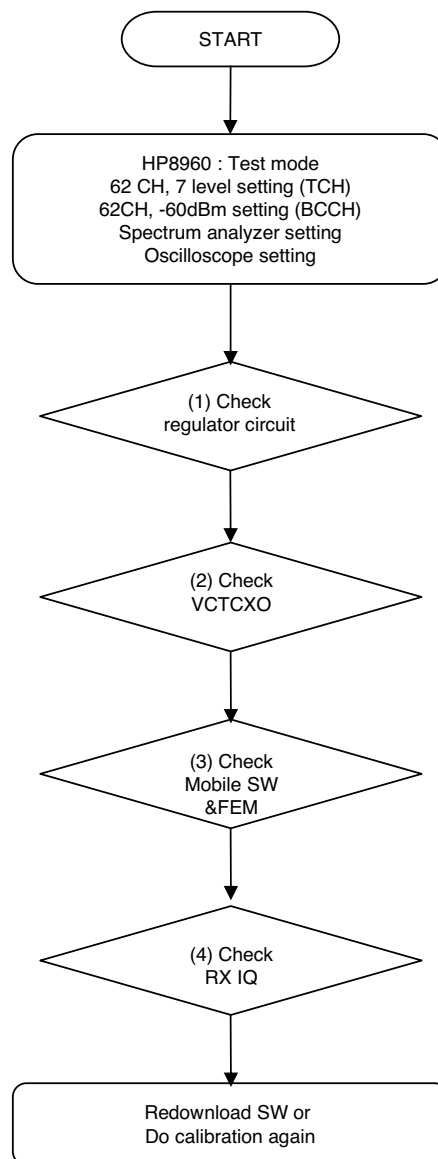 START
HP8960 : Test mode
62 CH, 7 level setting (TCH)
62CH, -60dBm setting (BCCH)
Spectrum analyzer setting
Oscilloscope setting
(1) Check
regulator circuit
(2) Check
VCTCXO
(3) Check
Mobile SW
&FEM
(4) Check
RX IQ
Redownload SW or
Do calibration again